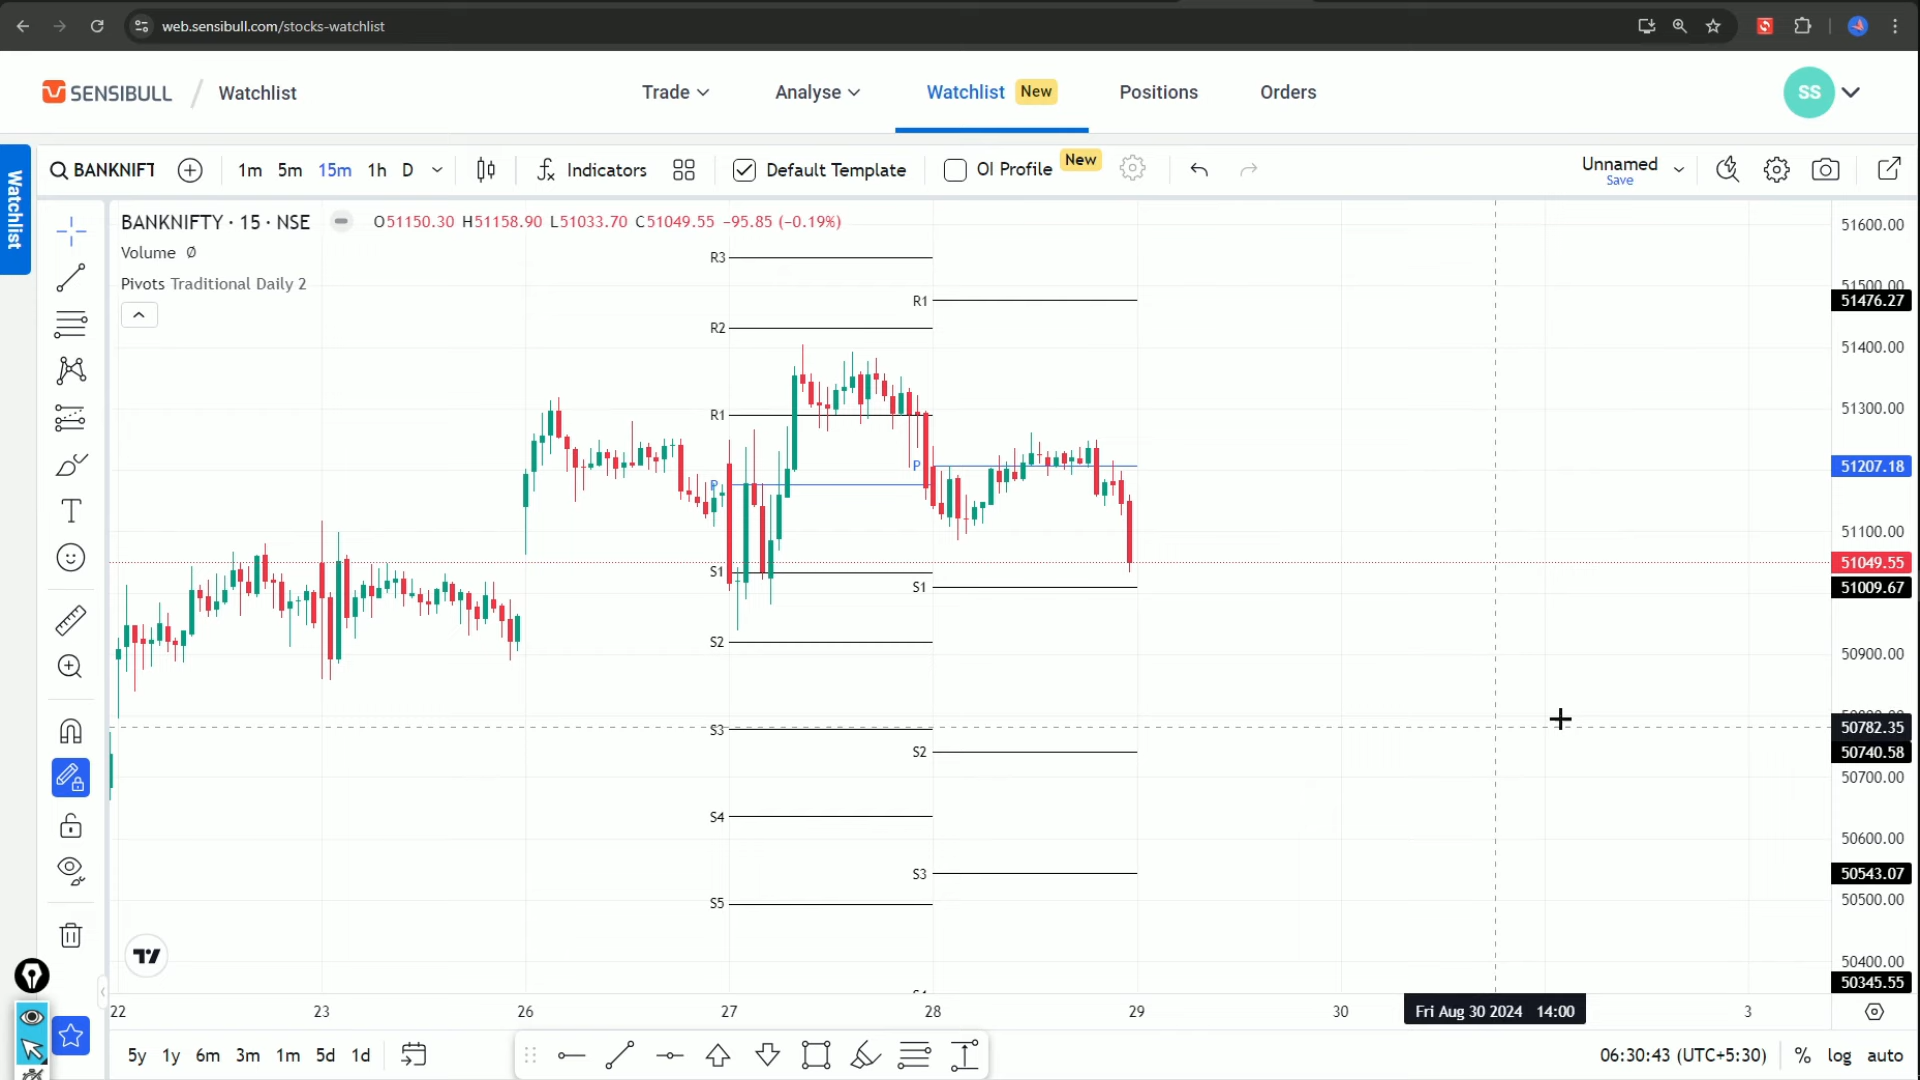 web.sensibull.com/stocks-watchlist
SENSIBULL / Watchlist
Trade
Analyse
Watchlist New
Positions
Orders
SS
Watchlist
BANKNIFT
1m 5m 15m 1h D
Indicators
Default Template
OI Profile New
Unnamed
Save
BANKNIFTY · 15 · NSE
O51150.30 H51158.90 L51033.70 C51049.55 −95.85 (−0.19%)
Volume Ø
Pivots Traditional Daily 2
R3
R1
R2
R1
P
P
S1
S1
S2
S3
S2
S4
S3
S5
51600.00
51500.00
51476.27
51400.00
51300.00
51207.18
51100.00
51049.55
51009.67
50900.00
50782.35
50740.58
50700.00
50600.00
50543.07
50500.00
50400.00
50345.55
22 23 26 27 28 29 30 Fri Aug 30 2024 14:00 3
5y 1y 6m 3m 1m 5d 1d
06:30:43 (UTC+5:30) % log auto